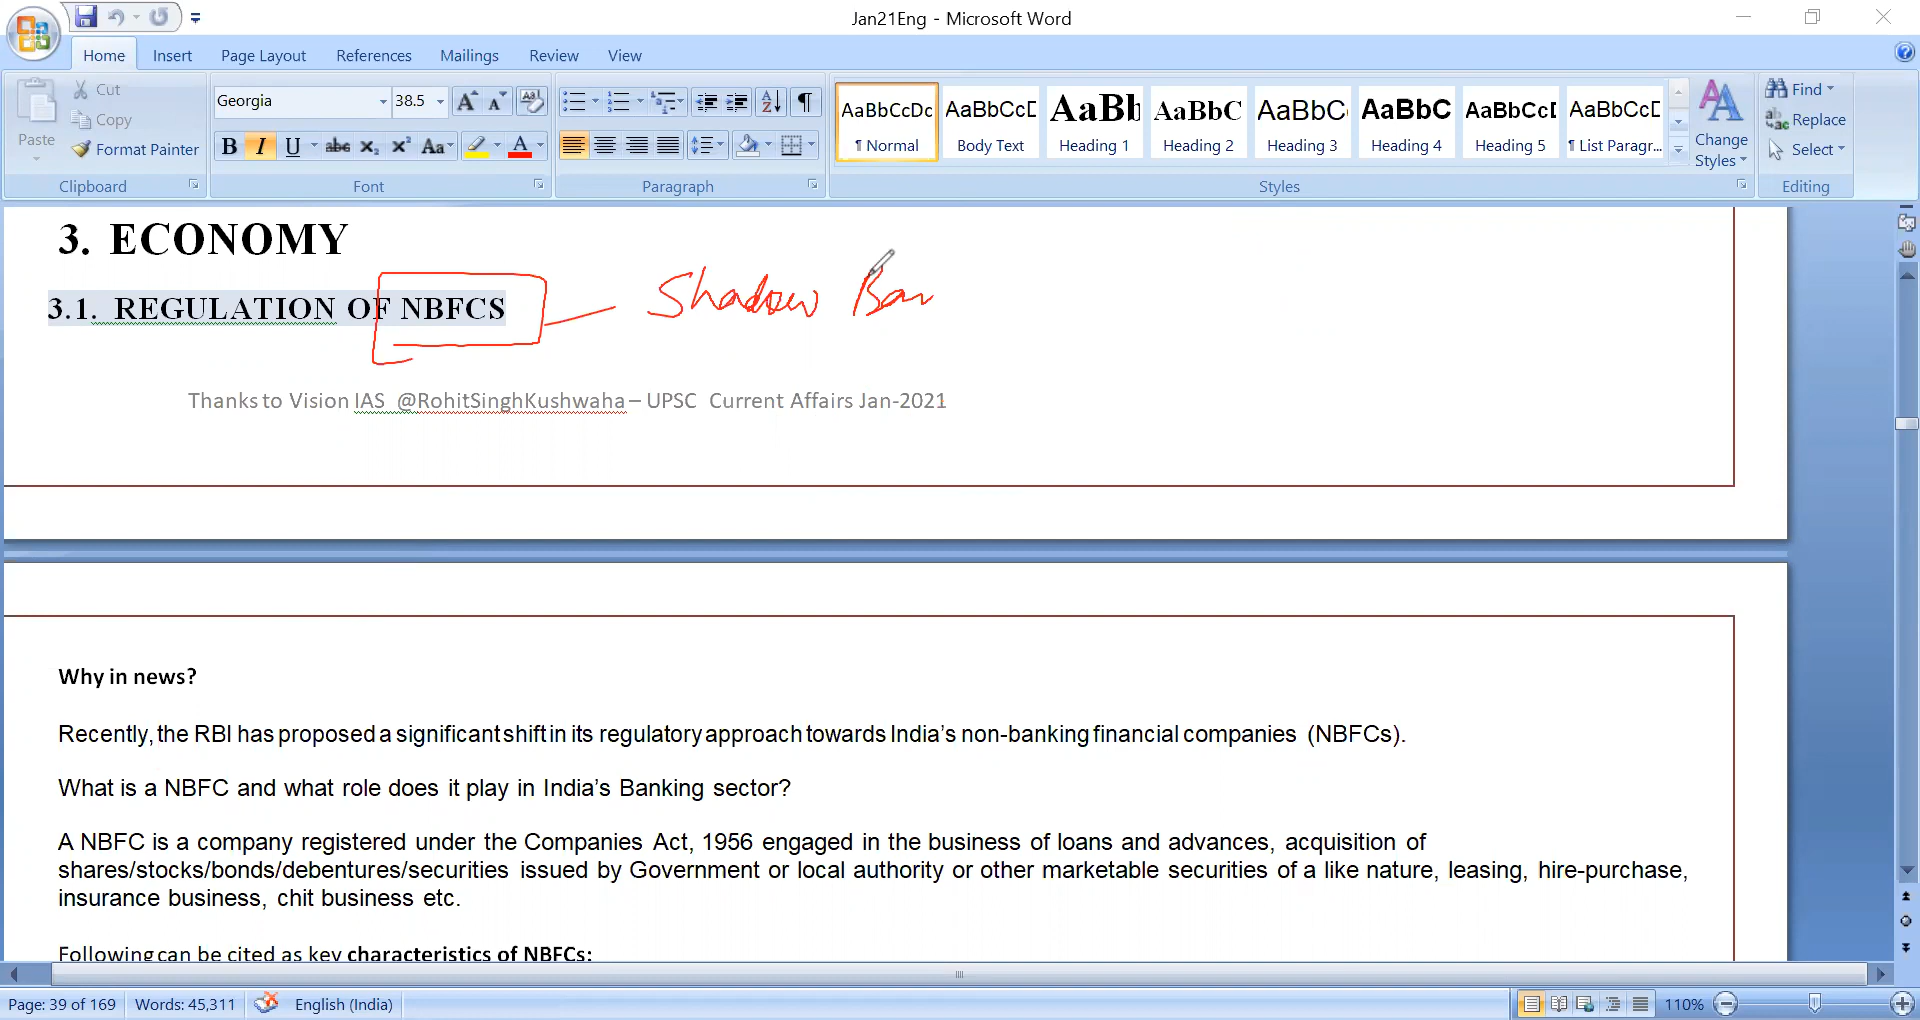 Jan21Eng - Microsoft Word
Home Insert Page Layout References Mailings Review View
Paste
Cut
Copy
Format Painter
Clipboard
Georgia 38.5
B I U abc X₂ X² Aa A
Font
Paragraph
AaBbCcDc AaBbCcD AaBb AaBbC AaBbCc AaBbC AaBbCcD AaBbCcD
¶ Normal Body Text Heading 1 Heading 2 Heading 3 Heading 4 Heading 5 ¶ List Paragr...
Styles
Change Styles
Find
Replace
Select
Editing
3. ECONOMY
3.1. REGULATION OF NBFCS
Shadow Ban
Thanks to Vision IAS @RohitSinghKushwaha – UPSC Current Affairs Jan-2021
Why in news?
Recently, the RBI has proposed a significant shift in its regulatory approach towards India's non-banking financial companies (NBFCs).
What is a NBFC and what role does it play in India's Banking sector?
A NBFC is a company registered under the Companies Act, 1956 engaged in the business of loans and advances, acquisition of
shares/stocks/bonds/debentures/securities issued by Government or local authority or other marketable securities of a like nature, leasing, hire-purchase,
insurance business, chit business etc.
Following can be cited as key characteristics of NBFCs:
Page: 39 of 169 Words: 45,311 English (India) 110%